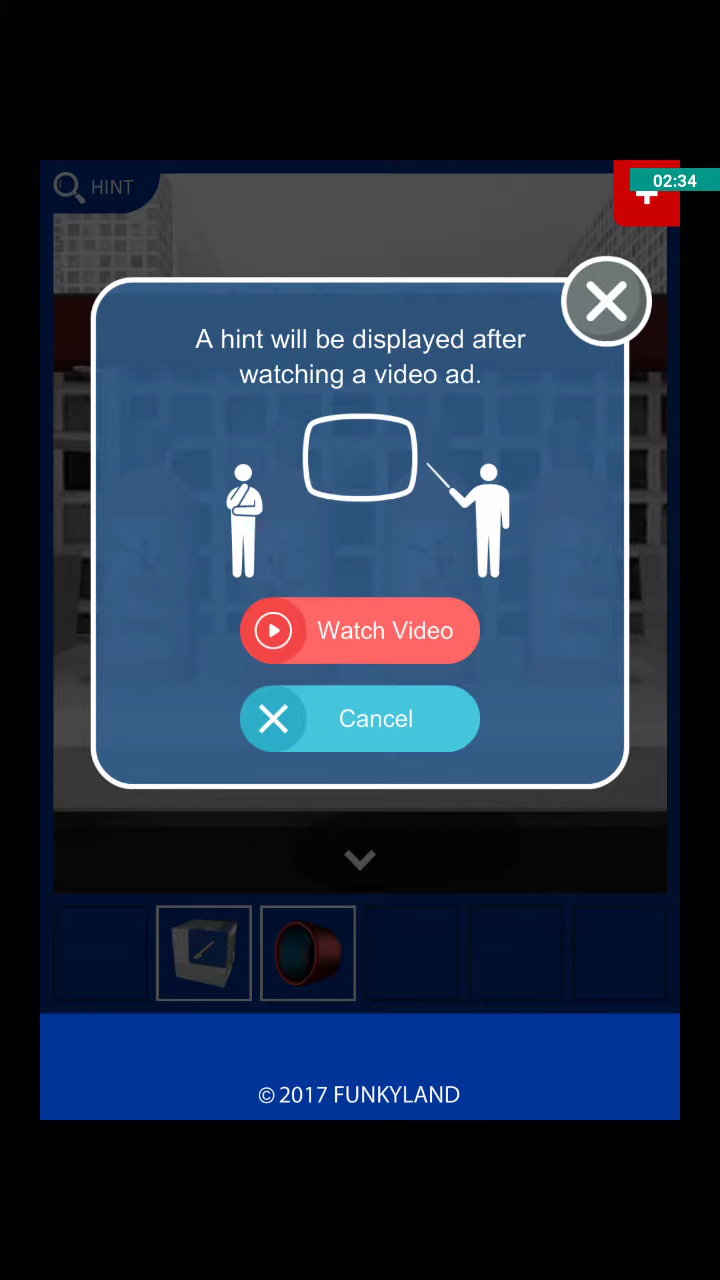 HINT
02:34
A hint will be displayed after
watching a video ad.
Watch Video
Cancel
© 2017 FUNKYLAND